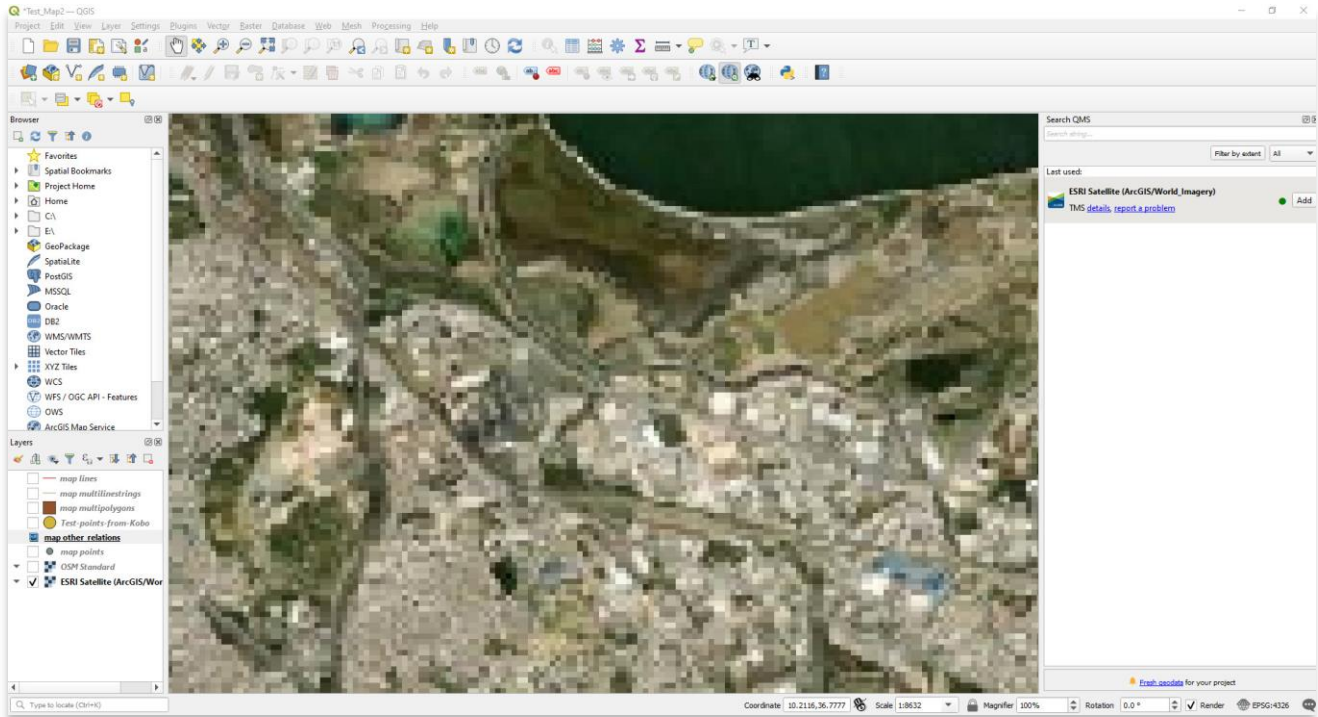 *Test_Map2 — QGIS
Project Edit View Layer Settings Plugins Vector Raster Database Web Mesh Processing Help
Browser
Favorites
Spatial Bookmarks
Project Home
Home
C:\
E:\
GeoPackage
SpatiaLite
PostGIS
MSSQL
Oracle
DB2
WMS/WMTS
Vector Tiles
XYZ Tiles
WCS
WFS / OGC API - Features
OWS
ArcGIS Map Service
Layers
map lines
map multilinestrings
map multipolygons
Test-points-from-Kobo
map other_relations
map points
OSM Standard
ESRI Satellite (ArcGIS/Wor
Search QMS
Search string...
Filter by extent All
Last used:
ESRI Satellite (ArcGIS/World_Imagery)
TMS details, report a problem
Add
Fresh geodata for your project
Type to locate (Ctrl+K)
Coordinate 10.2116,36.7777 Scale 1:8632 Magnifier 100% Rotation 0.0 ° Render EPSG:4326